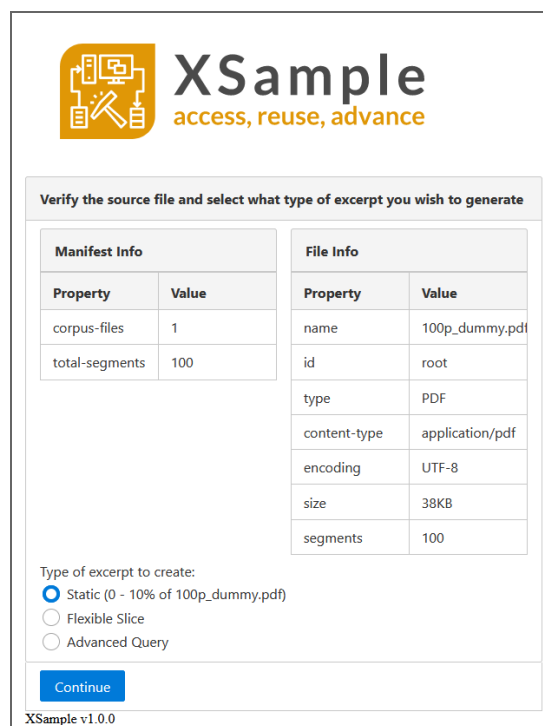 XSample
access, reuse, advance
Verify the source file and select what type of excerpt you wish to generate
Manifest Info
Property Value
corpus-files 1
total-segments 100
File Info
Property Value
name 100p_dummy.pdf
id root
type PDF
content-type application/pdf
encoding UTF-8
size 38KB
segments 100
Type of excerpt to create:
Static (0 - 10% of 100p_dummy.pdf)
Flexible Slice
Advanced Query
Continue
XSample v1.0.0